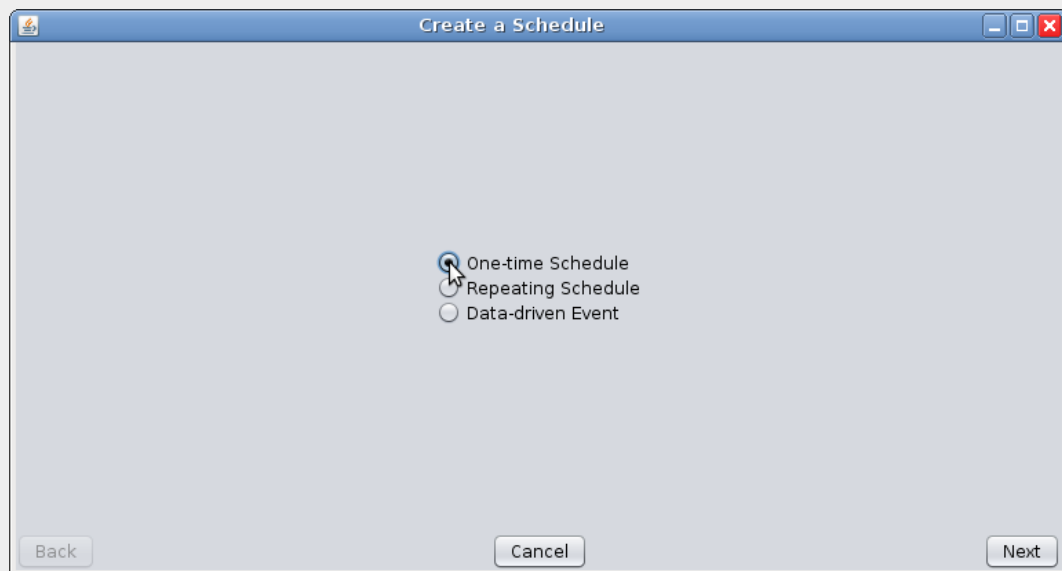 Create a Schedule
One-time Schedule
Repeating Schedule
Data-driven Event
Back Cancel Next